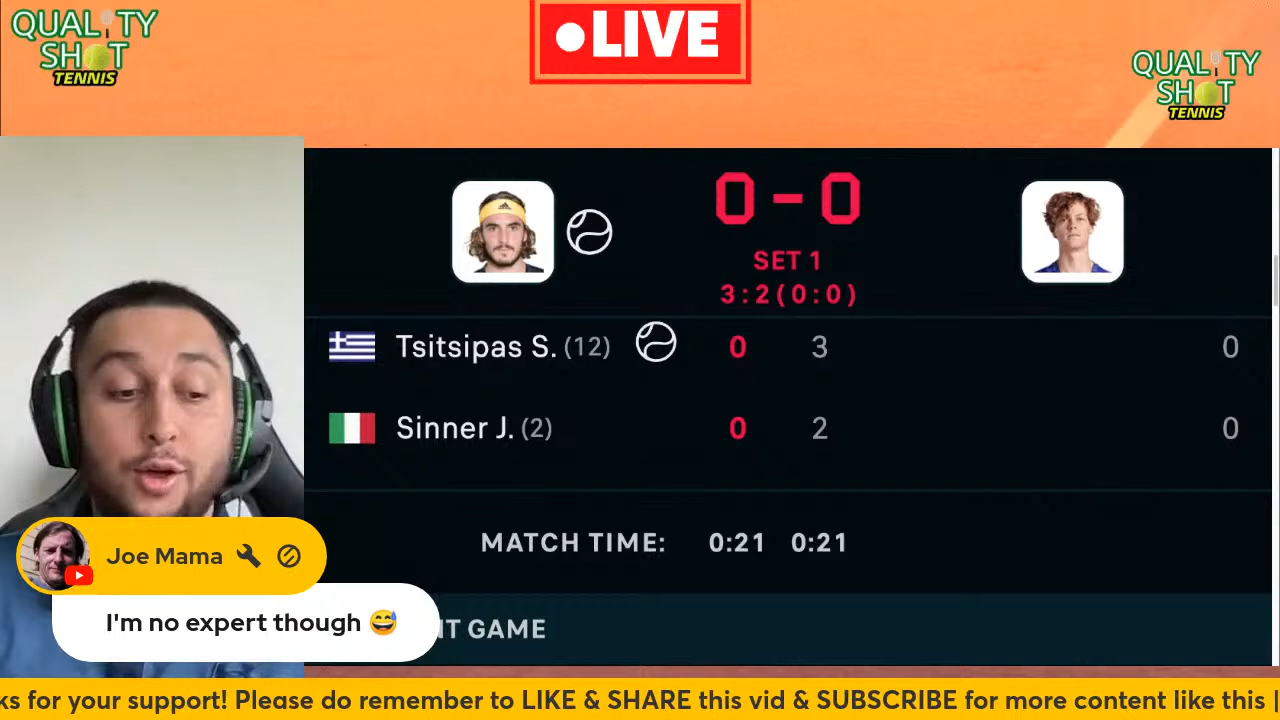 QUALITY
SHOT
TENNIS
LIVE
QUALITY
SHOT
TENNIS
0-0
SET 1
3:2(0:0)
Tsitsipas S. (12) 0 3 0
Sinner J. (2) 0 2 0
MATCH TIME: 0:21 0:21
Joe Mama
I'm no expert though 😅
GAME
for your support! Please do remember to LIKE & SHARE this vid & SUBSCRIBE for more content like this |